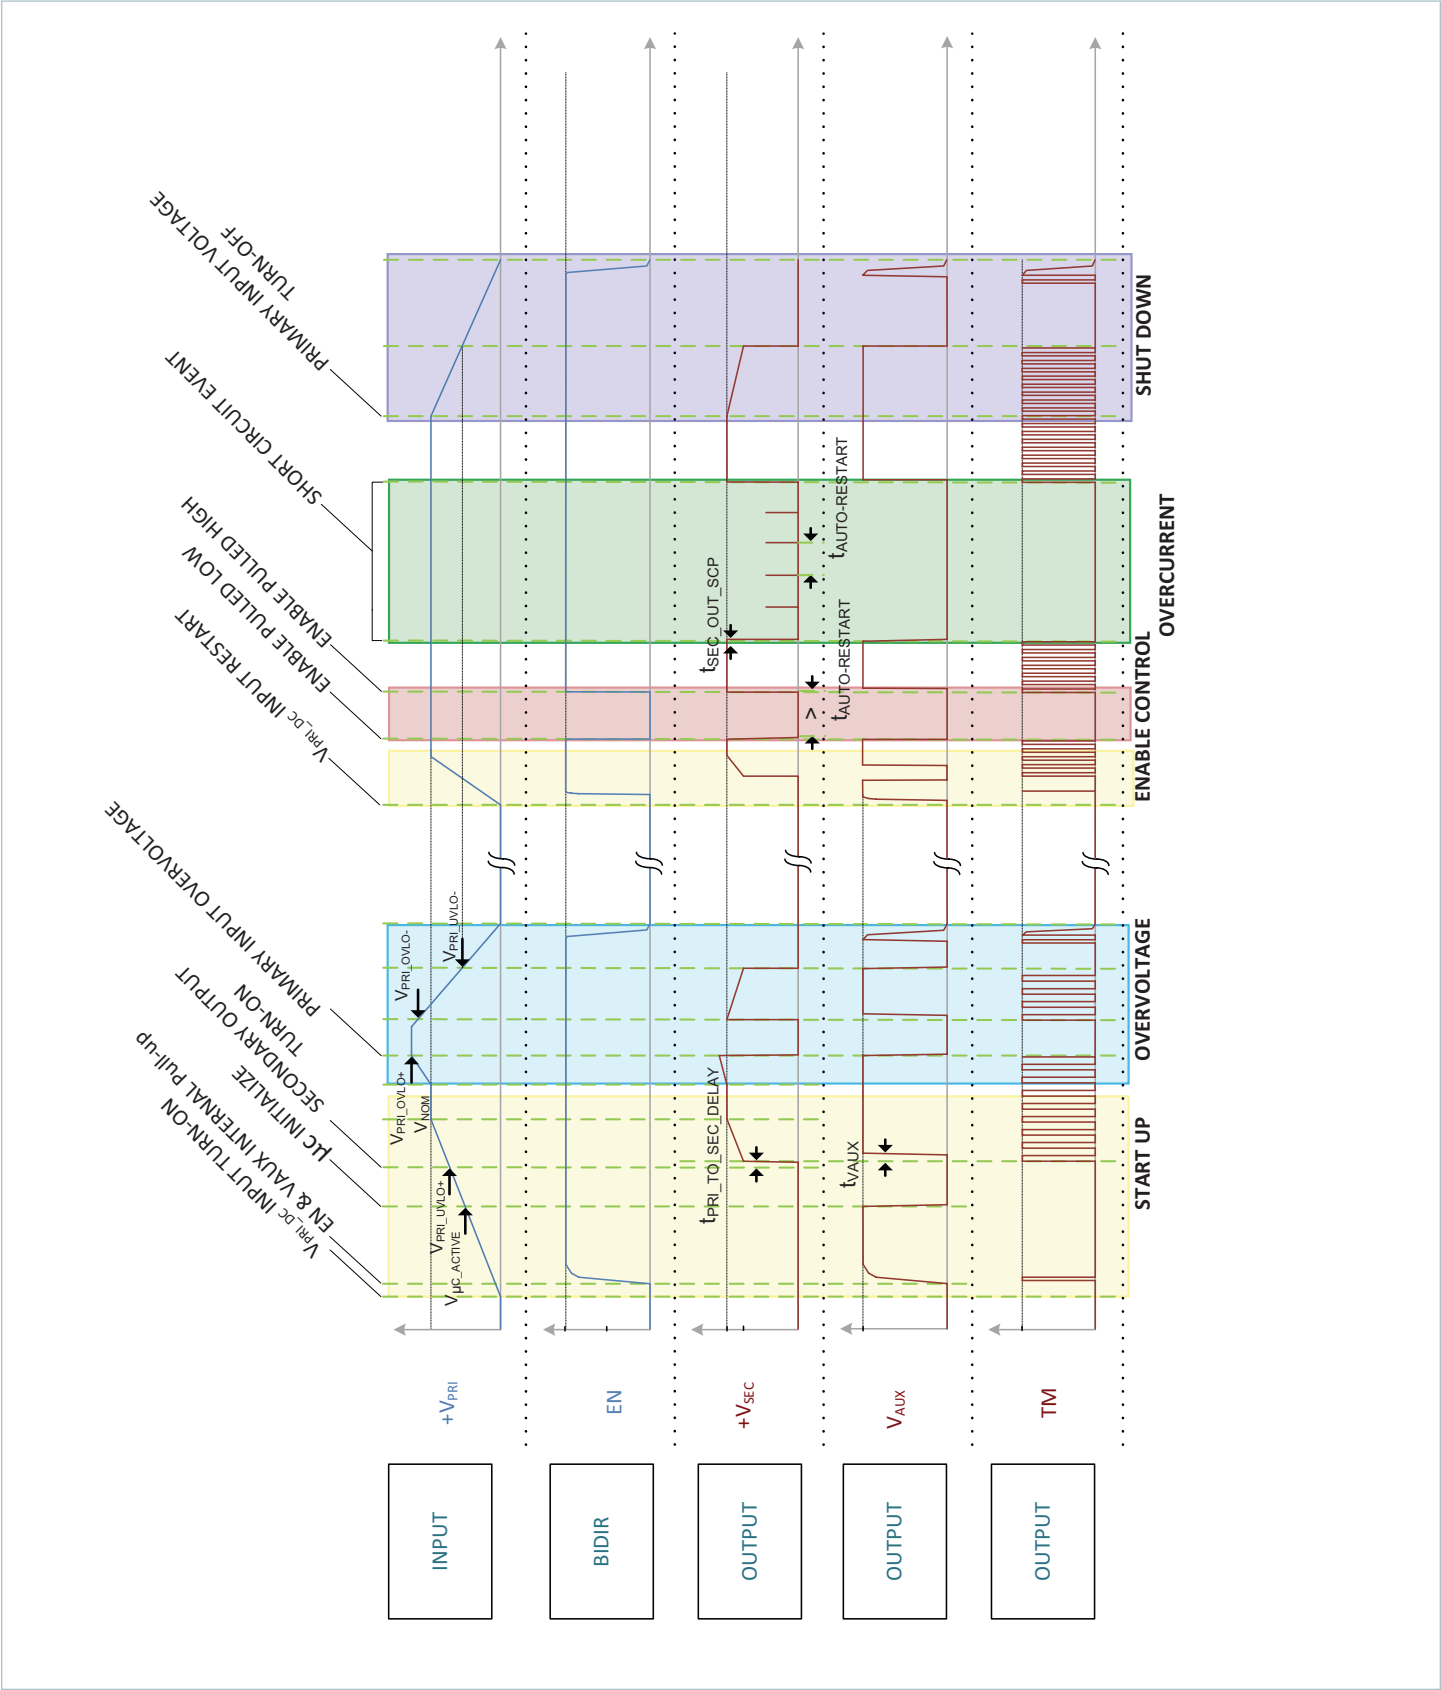 V_PRI_DC INPUT TURN-ON
EN & VAUX INTERNAL Pull-up
µC INITIALIZE
SECONDARY OUTPUT
TURN-ON
PRIMARY INPUT OVERVOLTAGE
V_PRI_DC INPUT RESTART
ENABLE PULLED LOW
ENABLE PULLED HIGH
SHORT CIRCUIT EVENT
PRIMARY INPUT VOLTAGE
TURN-OFF
INPUT
+V_PRI
V_µC_ACTIVE
V_PRI_UVLO+
V_PRI_OVLO+
V_NOM
V_PRI_OVLO-
V_PRI_UVLO-
BIDIR
EN
OUTPUT
+V_SEC
t_PRI_TO_SEC_DELAY
t_SEC_OUT_SCP
>
t_AUTO-RESTART
t_AUTO-RESTART
OUTPUT
V_AUX
t_VAUX
OUTPUT
TM
START UP
OVERVOLTAGE
ENABLE CONTROL
OVERCURRENT
SHUT DOWN